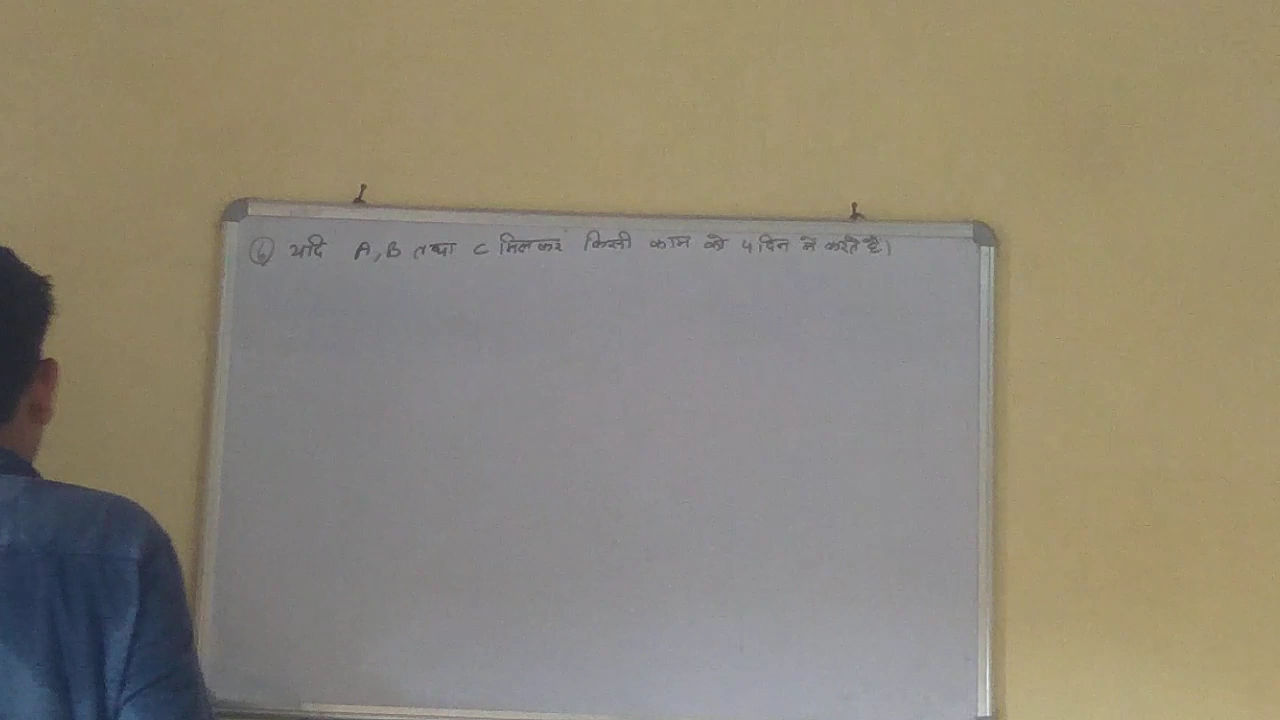 ⑥ यदि A, B तथा C मिलकर किसी काम को 4 दिन में करते है।